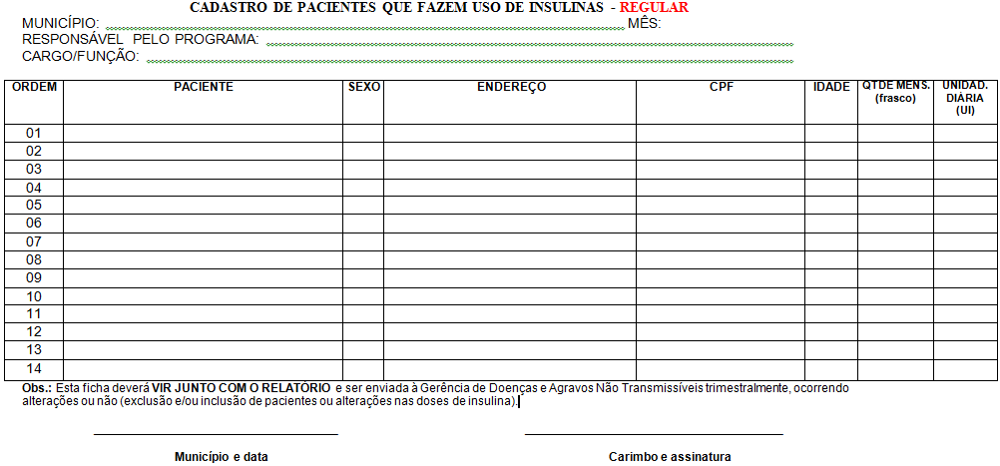 CADASTRO DE PACIENTES QUE FAZEM USO DE INSULINAS - REGULAR
MUNICÍPIO: MÊS:
RESPONSÁVEL PELO PROGRAMA:
CARGO/FUNÇÃO:
ORDEM PACIENTE SEXO ENDEREÇO CPF IDADE QTDE MENS. (frasco) UNIDAD. DIÁRIA (UI)
01
02
03
04
05
06
07
08
09
10
11
12
13
14
Obs.: Esta ficha deverá VIR JUNTO COM O RELATÓRIO e ser enviada à Gerência de Doenças e Agravos Não Transmissíveis trimestralmente, ocorrendo
alterações ou não (exclusão e/ou inclusão de pacientes ou alterações nas doses de insulina).
Município e data Carimbo e assinatura